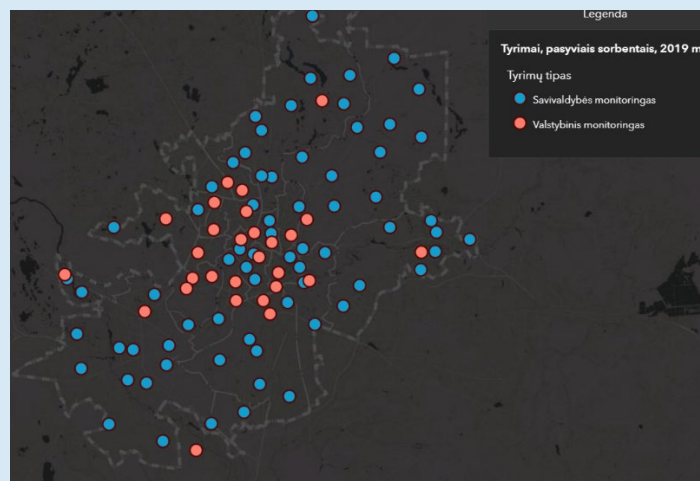 Legenda
Tyrimai, pasyviais sorbentais, 2019 m
Tyrimų tipas
Savivaldybės monitoringas
Valstybinis monitoringas